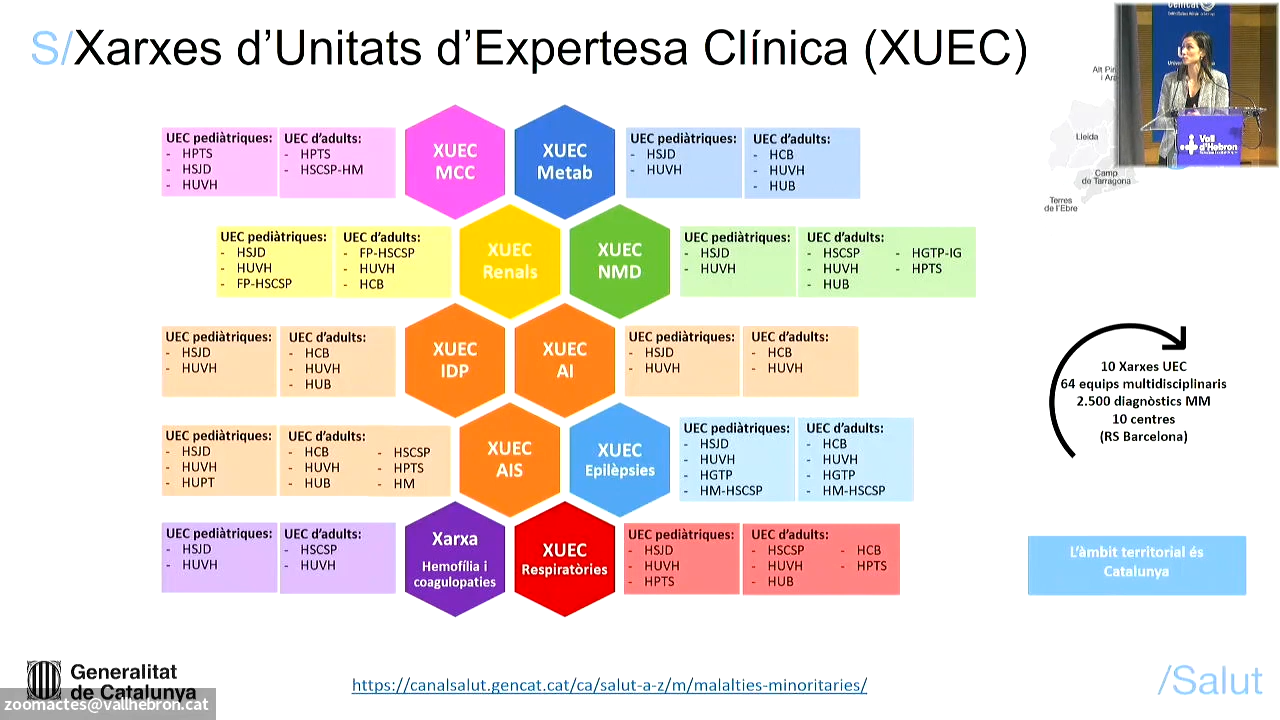 S/Xarxes d’Unitats d’Expertesa Clínica (XUEC)
UEC pediàtriques:
- HPTS
- HSJD
- HUVH
UEC d’adults:
- HPTS
- HSCSP-HM
XUEC
MCC
XUEC
Metab
UEC pediàtriques:
- HSJD
- HUVH
UEC d’adults:
- HCB
- HUVH
- HUB
UEC pediàtriques:
- HSJD
- HUVH
- FP-HSCSP
UEC d’adults:
- FP-HSCSP
- HUVH
- HCB
XUEC
Renals
XUEC
NMD
UEC pediàtriques:
- HSJD
- HUVH
UEC d’adults:
- HSCSP
- HUVH
- HUB
- HGTP-IG
- HPTS
UEC pediàtriques:
- HSJD
- HUVH
UEC d’adults:
- HCB
- HUVH
- HUB
XUEC
IDP
XUEC
AI
UEC pediàtriques:
- HSJD
- HUVH
UEC d’adults:
- HCB
- HUVH
UEC pediàtriques:
- HSJD
- HUVH
- HUPT
UEC d’adults:
- HCB
- HUVH
- HUB
- HSCSP
- HPTS
- HM
XUEC
AIS
XUEC
Epilèpsies
UEC pediàtriques:
- HSJD
- HUVH
- HGTP
- HM-HSCSP
UEC d’adults:
- HCB
- HUVH
- HGTP
- HM-HSCSP
UEC pediàtriques:
- HSJD
- HUVH
UEC d’adults:
- HSCSP
- HUVH
Xarxa
Hemofília i
coagulopaties
XUEC
Respiratòries
UEC pediàtriques:
- HSJD
- HUVH
- HPTS
UEC d’adults:
- HSCSP
- HUVH
- HUB
- HCB
- HPTS
gencat
Vall
d’Hebron
Alt Pir
i Ara
Lleida
Camp
de Tarragona
Terres
de l’Ebre
10 Xarxes UEC
64 equips multidisciplinaris
2.500 diagnòstics MM
10 centres
(RS Barcelona)
L’àmbit territorial és
Catalunya
Generalitat
de Catalunya
zoomactes@vallhebron.cat
https://canalsalut.gencat.cat/ca/salut-a-z/m/malalties-minoritaries/
/Salut